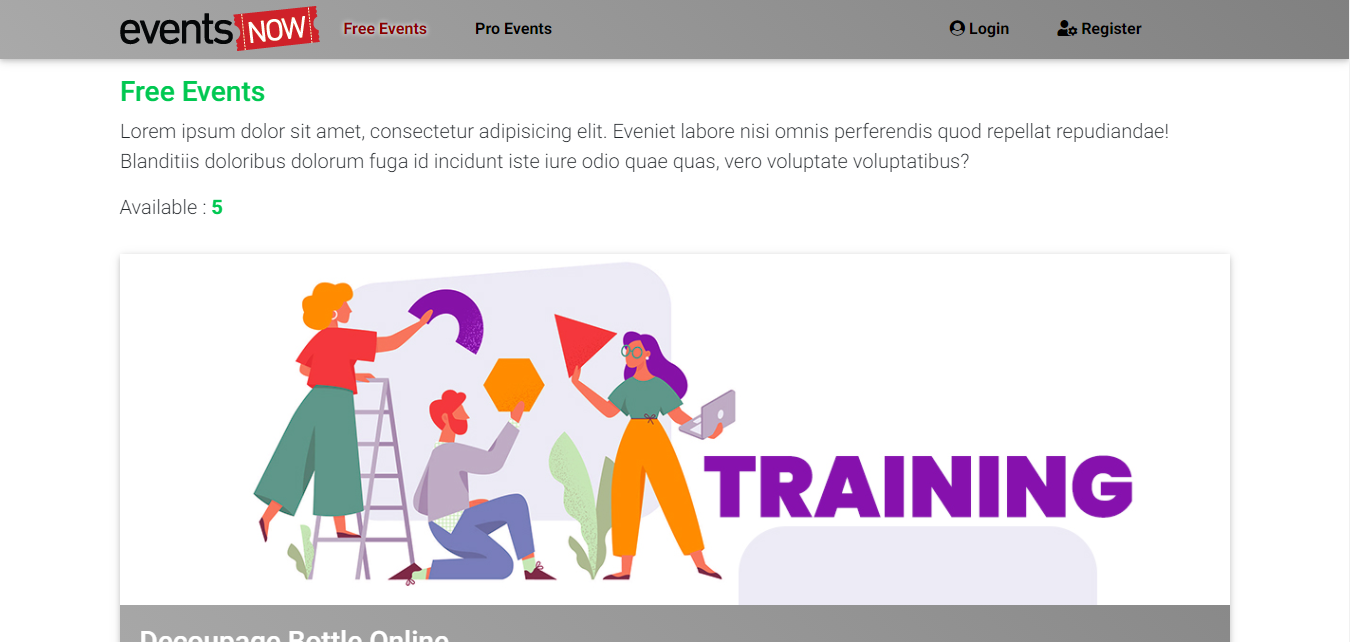 events NOW Free Events Pro Events Login Register
Free Events
Lorem ipsum dolor sit amet, consectetur adipisicing elit. Eveniet labore nisi omnis perferendis quod repellat repudiandae!
Blanditiis doloribus dolorum fuga id incidunt iste iure odio quae quas, vero voluptate voluptatibus?
Available : 5
TRAINING
Decoupage Bottle Online